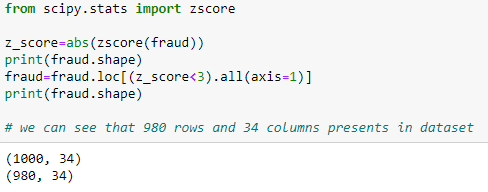 from scipy.stats import zscore
z_score=abs(zscore(fraud))
print(fraud.shape)
fraud=fraud.loc[(z_score<3).all(axis=1)]
print(fraud.shape)
# we can see that 980 rows and 34 columns presents in dataset
(1000, 34)
(980, 34)